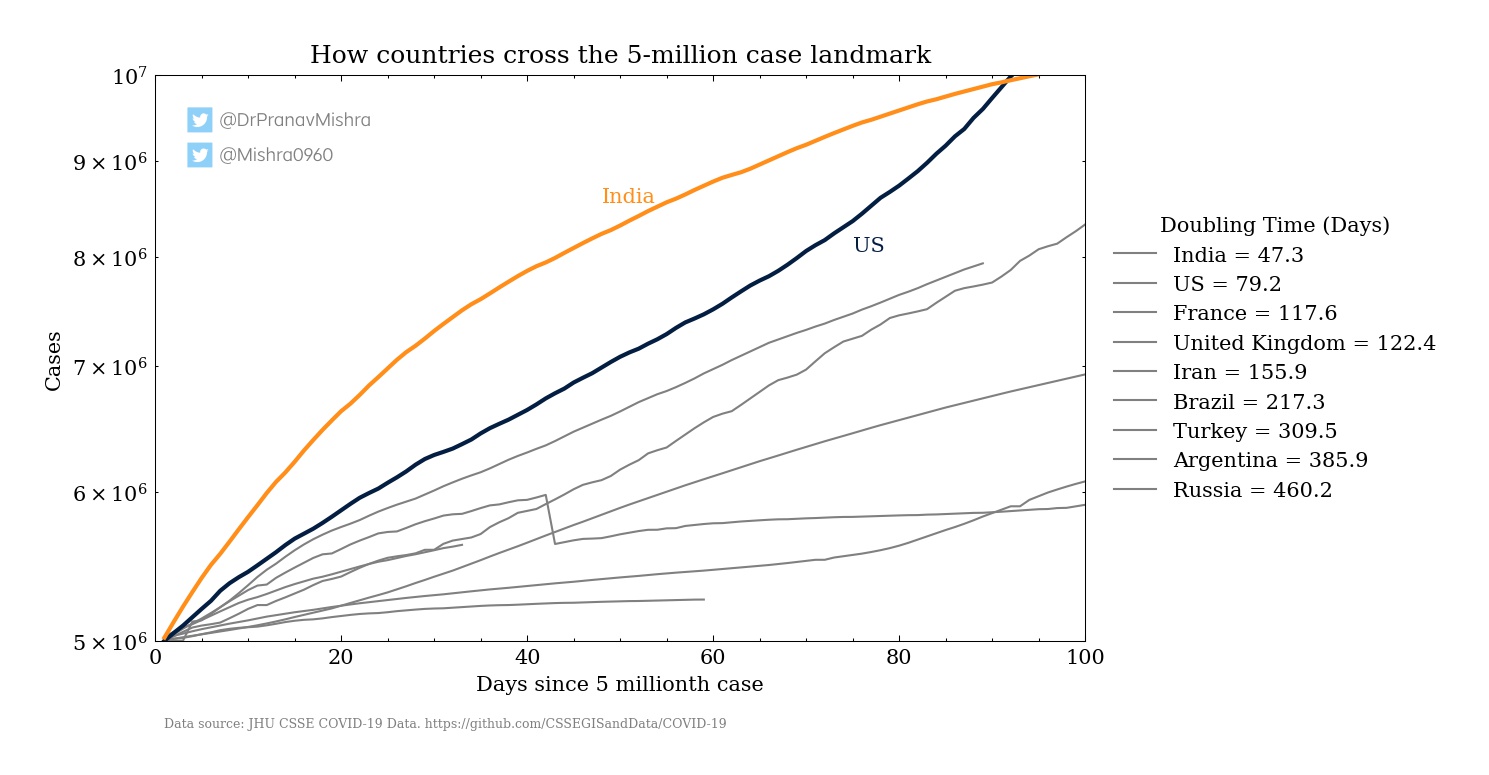 How countries cross the 5-million case landmark
10⁷
9 × 10⁶
8 × 10⁶
7 × 10⁶
6 × 10⁶
5 × 10⁶
Cases
@DrPranavMishra
@Mishra0960
India
US
0 20 40 60 80 100
Days since 5 millionth case
Doubling Time (Days)
India = 47.3
US = 79.2
France = 117.6
United Kingdom = 122.4
Iran = 155.9
Brazil = 217.3
Turkey = 309.5
Argentina = 385.9
Russia = 460.2
Data source: JHU CSSE COVID-19 Data. https://github.com/CSSEGISandData/COVID-19